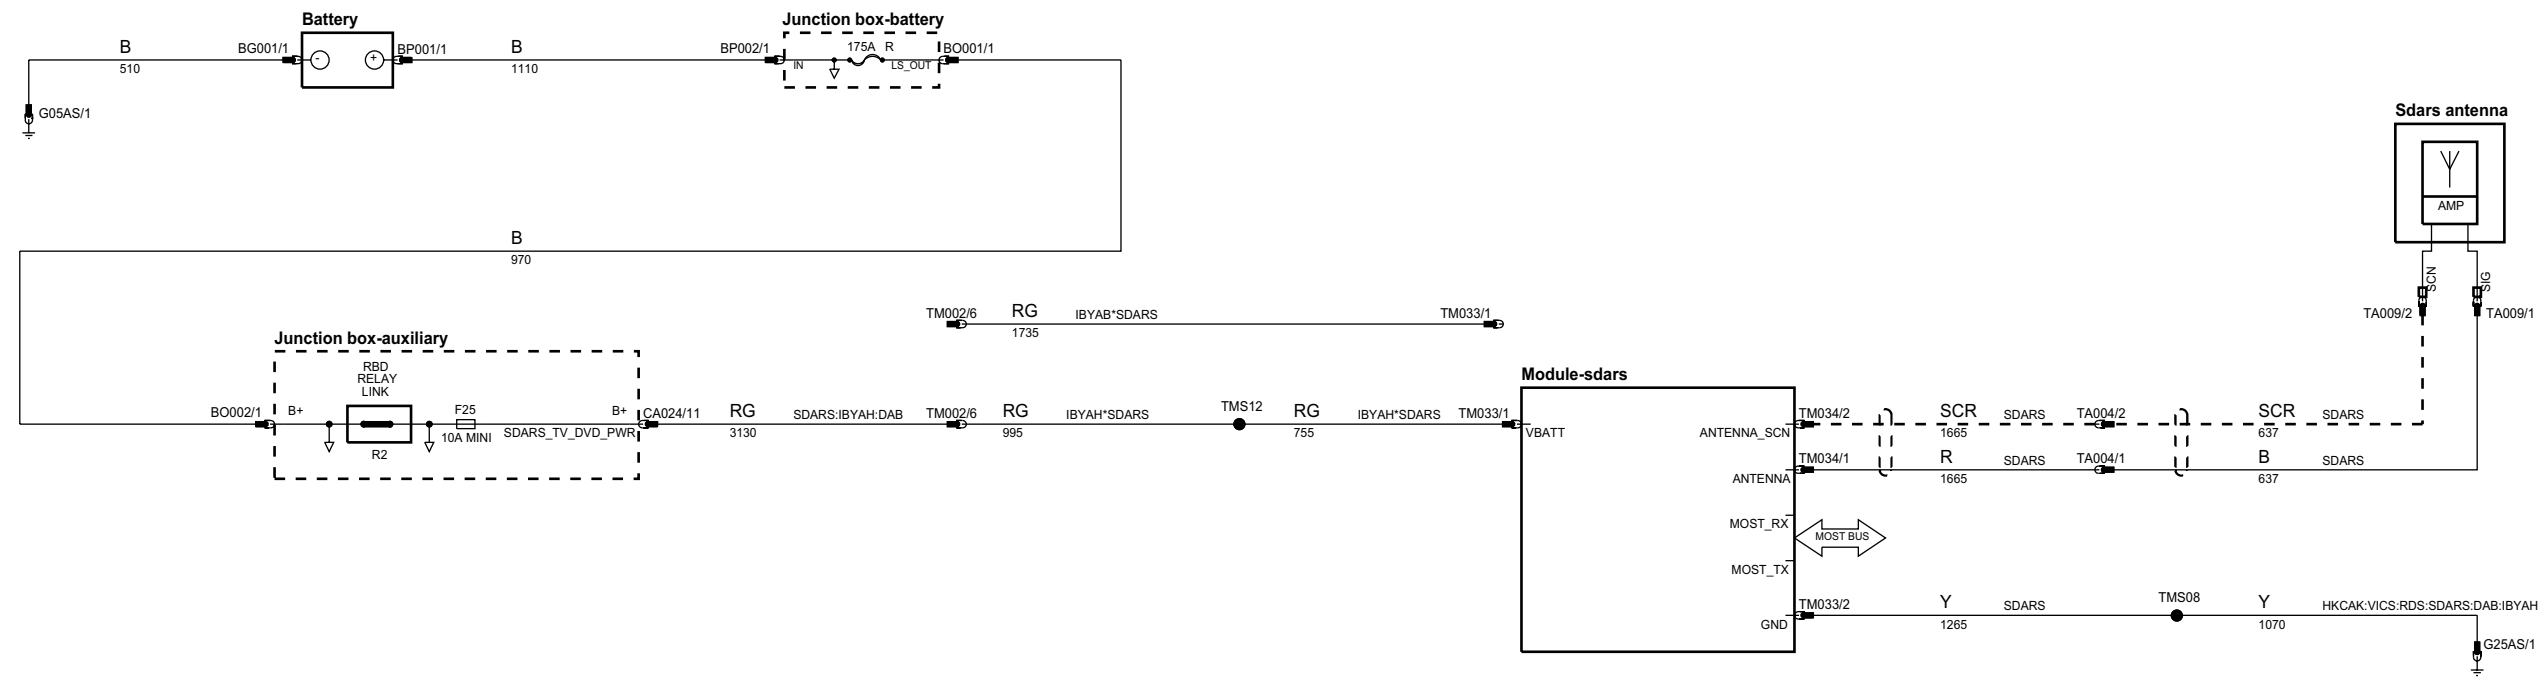 Battery
Junction box-battery
B
BG001/1
-
+
BP001/1
B
BP002/1
175A R
BO001/1
510
1110
IN
LS_OUT
G05AS/1
Sdars antenna
AMP
B
970
SCN
SIG
TM002/6
RG
IBYAB*SDARS
TM033/1
TA009/2
TA009/1
1735
Junction box-auxiliary
RBD
RELAY
LINK
Module-sdars
BO002/1
B+
F25
B+
CA024/11
RG
SDARS:IBYAH:DAB
TM002/6
RG
IBYAH*SDARS
TMS12
RG
IBYAH*SDARS
TM033/1
TM034/2
SCR
SDARS
TA004/2
SCR
SDARS
10A MINI
SDARS_TV_DVD_PWR
3130
995
755
VBATT
ANTENNA_SCN
1665
637
R2
TM034/1
R
SDARS
TA004/1
B
SDARS
ANTENNA
1665
637
MOST_RX
MOST BUS
MOST_TX
TM033/2
Y
SDARS
TMS08
Y
HKCAK:VICS:RDS:SDARS:DAB:IBYAH
GND
1265
1070
G25AS/1